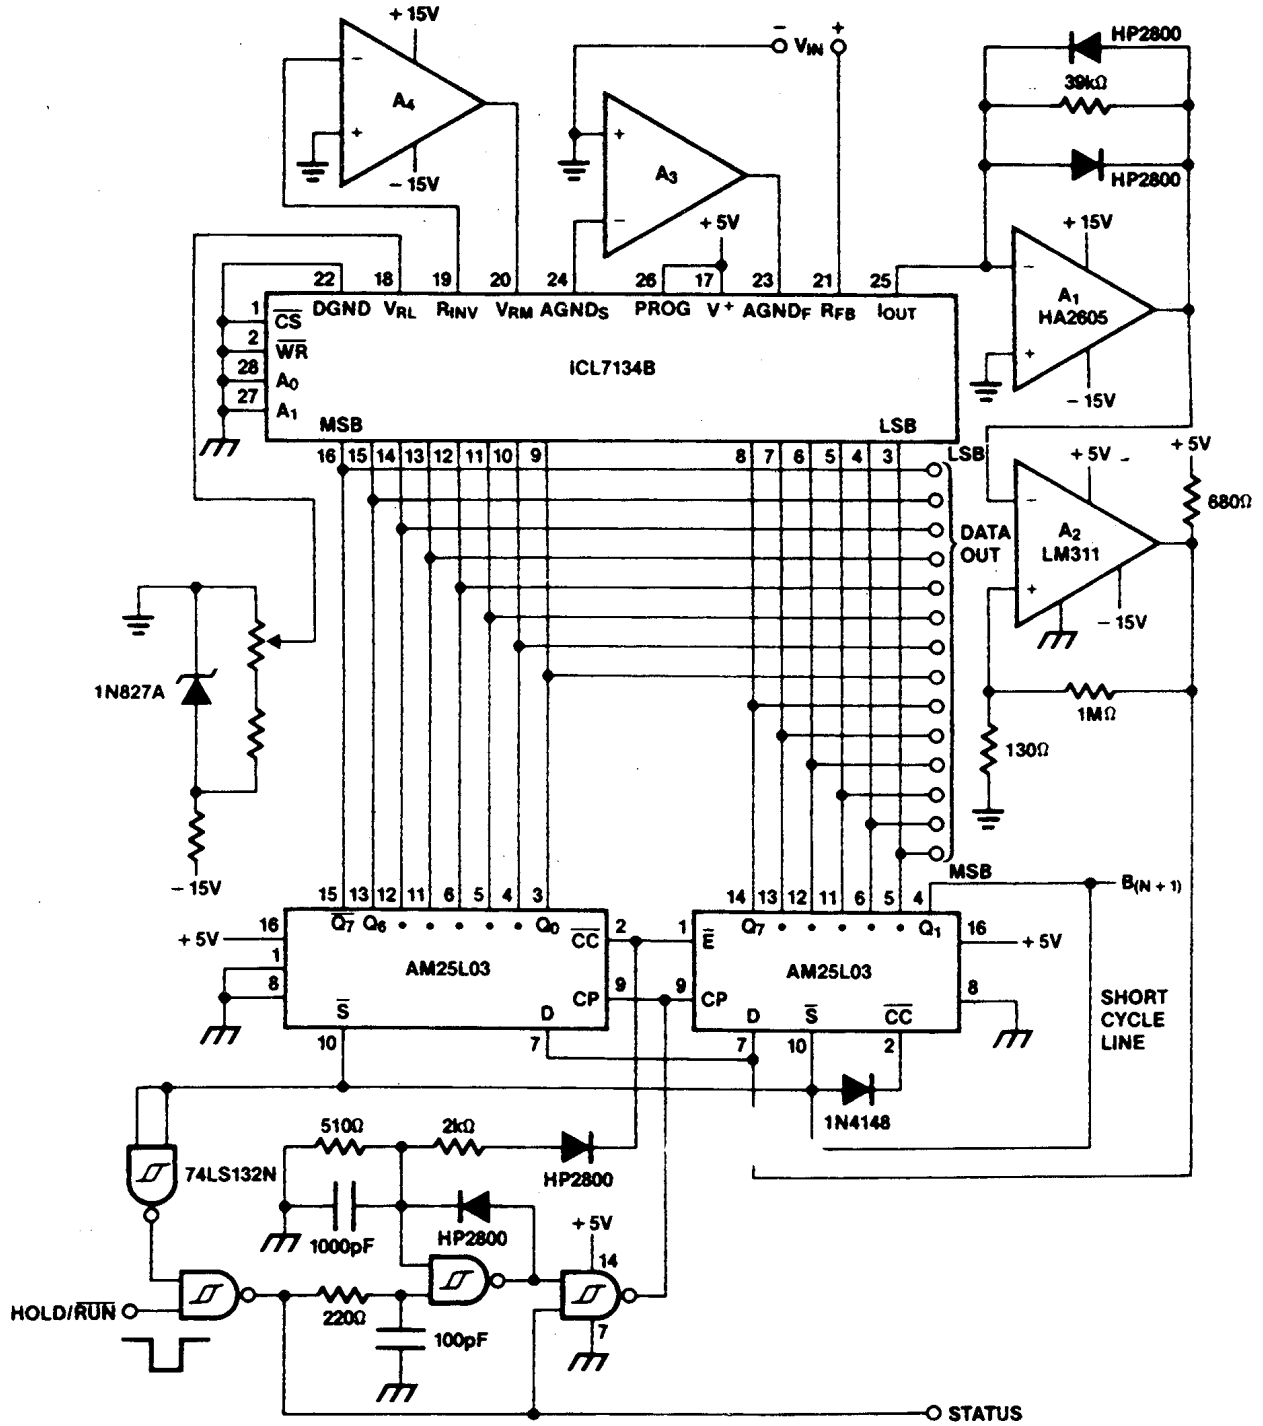 + 15V
−
A4
+
− 15V
− VIN +
+
A3
−
+ 5V
HP2800
39kΩ
HP2800
+ 15V
−
A1
HA2605
+
− 15V
22 18 19 20 24 26 17 23 21 25
DGND VRL RINV VRM AGNDS PROG V+ AGNDF RFB IOUT
1 CS
2 WR
28 A0
27 A1
ICL7134B
MSB LSB
16 15 14 13 12 11 10 9 8 7 6 5 4 3
LSB
DATA
OUT
MSB
+ 5V
+ 5V
680Ω
−
A2
LM311
+
− 15V
1MΩ
130Ω
1N827A
− 15V
15 13 12 11 6 5 4 3
Q7 Q6 Q0
+ 5V 16
1
8
AM25L03
CC 2
CP 9
S D
10 7
14 13 12 11 6 5 4
Q7 Q1
1 E
9 CP
AM25L03
16 + 5V
8
D S CC
7 10 2
B(N + 1)
SHORT
CYCLE
LINE
1N4148
74LS132N
510Ω
2kΩ
HP2800
1000pF
HP2800
+ 5V
14
7
HOLD/RUN
220Ω
100pF
STATUS